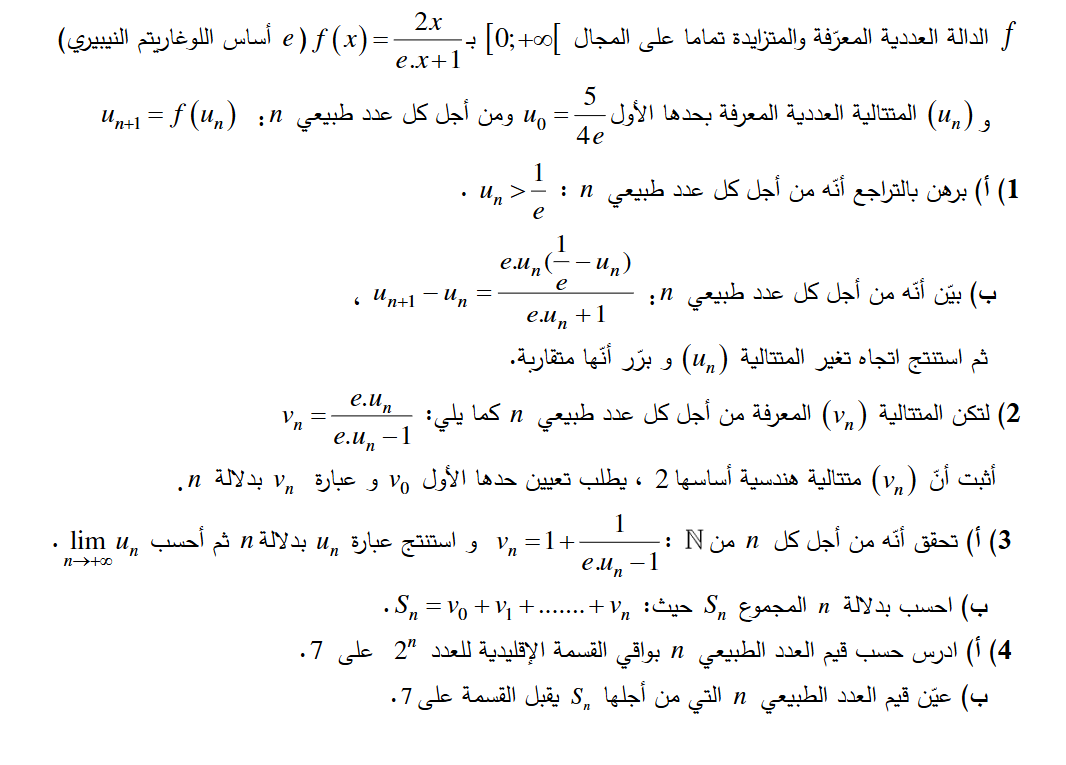 f الدالة العددية المعرّفة والمتزايدة تماما على المجال [0;+∞[ بـ f(x)=\frac{2x}{e.x+1} (e أساس اللوغاريتم النيبيري)
و (u_n) المتتالية العددية المعرفة بحدها الأول u_0 = \frac{5}{4e} ومن أجل كل عدد طبيعي n : u_{n+1} = f(u_n)
1) أ) برهن بالتراجع أنّه من أجل كل عدد طبيعي n : u_n > \frac{1}{e} .
ب) بيّن أنّه من أجل كل عدد طبيعي n : u_{n+1} − u_n = \frac{e.u_n(\frac{1}{e} − u_n)}{e.u_n + 1} ،
ثم استنتج اتجاه تغير المتتالية (u_n) و برّر أنّها متقاربة.
2) لتكن المتتالية (v_n) المعرفة من أجل كل عدد طبيعي n كما يلي: v_n = \frac{e.u_n}{e.u_n − 1}
أثبت أنّ (v_n) متتالية هندسية أساسها 2 ، يطلب تعيين حدها الأول v_0 و عبارة v_n بدلالة n .
3) أ) تحقق أنّه من أجل كل n من ℕ : v_n = 1 + \frac{1}{e.u_n − 1} و استنتج عبارة u_n بدلالة n ثم أحسب \lim_{n→+∞} u_n .
ب) احسب بدلالة n المجموع S_n حيث: S_n = v_0 + v_1 + ....... + v_n .
4) أ) ادرس حسب قيم العدد الطبيعي n بواقي القسمة الإقليدية للعدد 2^n على 7 .
ب) عيّن قيم العدد الطبيعي n التي من أجلها S_n يقبل القسمة على 7 .